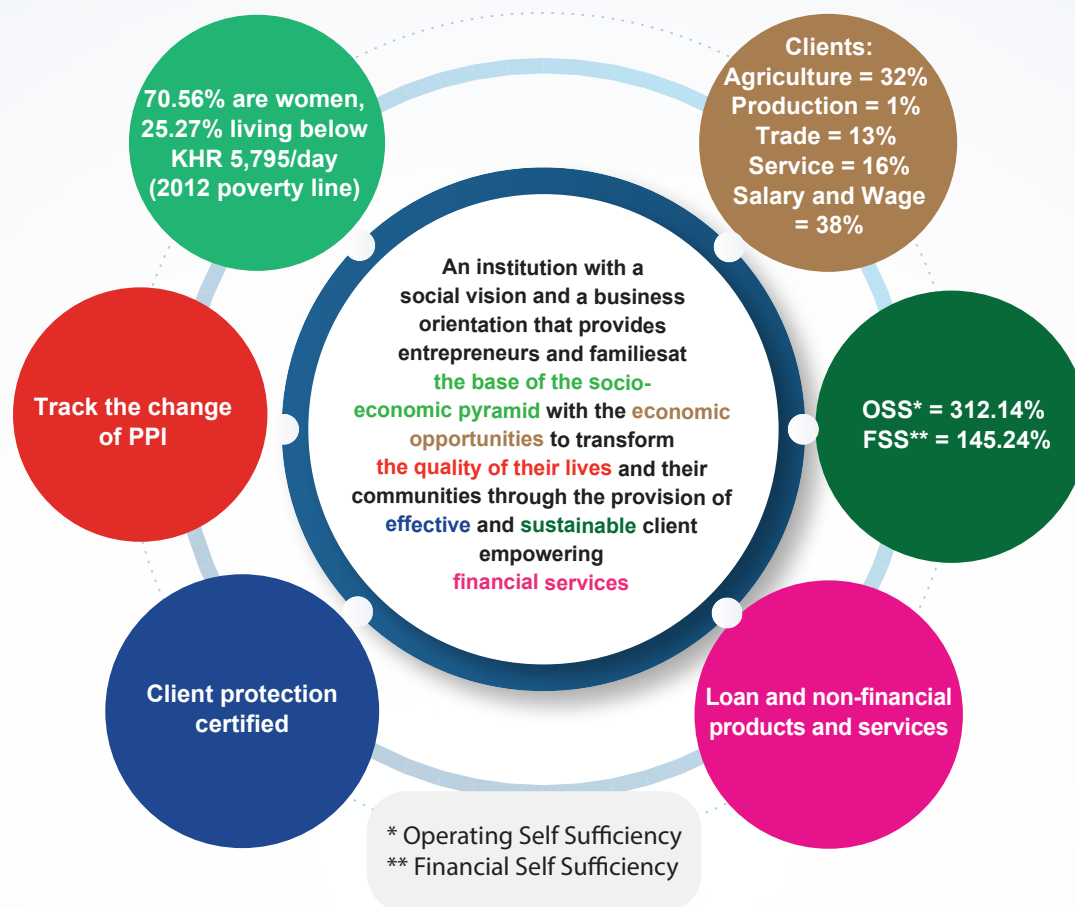 70.56% are women,
25.27% living below
KHR 5,795/day
(2012 poverty line)
Clients:
Agriculture = 32%
Production = 1%
Trade = 13%
Service = 16%
Salary and Wage
= 38%
An institution with a
social vision and a business
orientation that provides
entrepreneurs and familiesat
the base of the socio-
economic pyramid with the economic
opportunities to transform
the quality of their lives and their
communities through the provision of
effective and sustainable client
empowering
financial services
Track the change
of PPI
OSS* = 312.14%
FSS** = 145.24%
Client protection
certified
Loan and non-financial
products and services
* Operating Self Sufficiency
** Financial Self Sufficiency